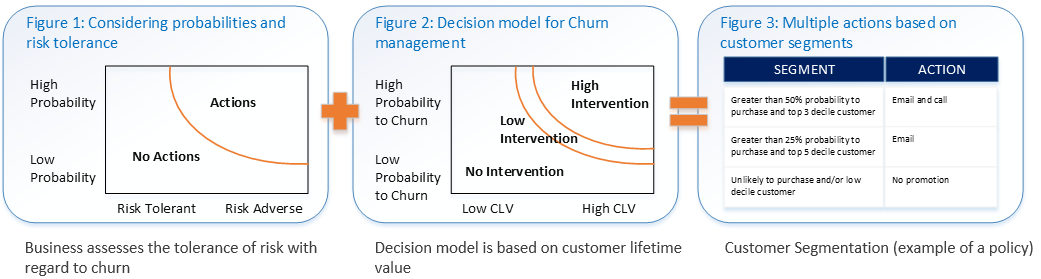 Figure 1: Considering probabilities and
risk tolerance
High
Probability
Actions
No Actions
Low
Probability
Risk Tolerant
Risk Adverse
Business assesses the tolerance of risk with
regard to churn
Figure 2: Decision model for Churn
management
High
Probability
to Churn
High
Intervention
Low
Intervention
Low
Probability
to Churn
No Intervention
Low CLV
High CLV
Decision model is based on customer lifetime
value
Figure 3: Multiple actions based on
customer segments
SEGMENT
ACTION
Greater than 50% probability to
purchase and top 3 decile customer
Email and call
Greater than 25% probability to
purchase and top 5 decile customer
Email
Unlikely to purchase and/or low
decile customer
No promotion
Customer Segmentation (example of a policy)